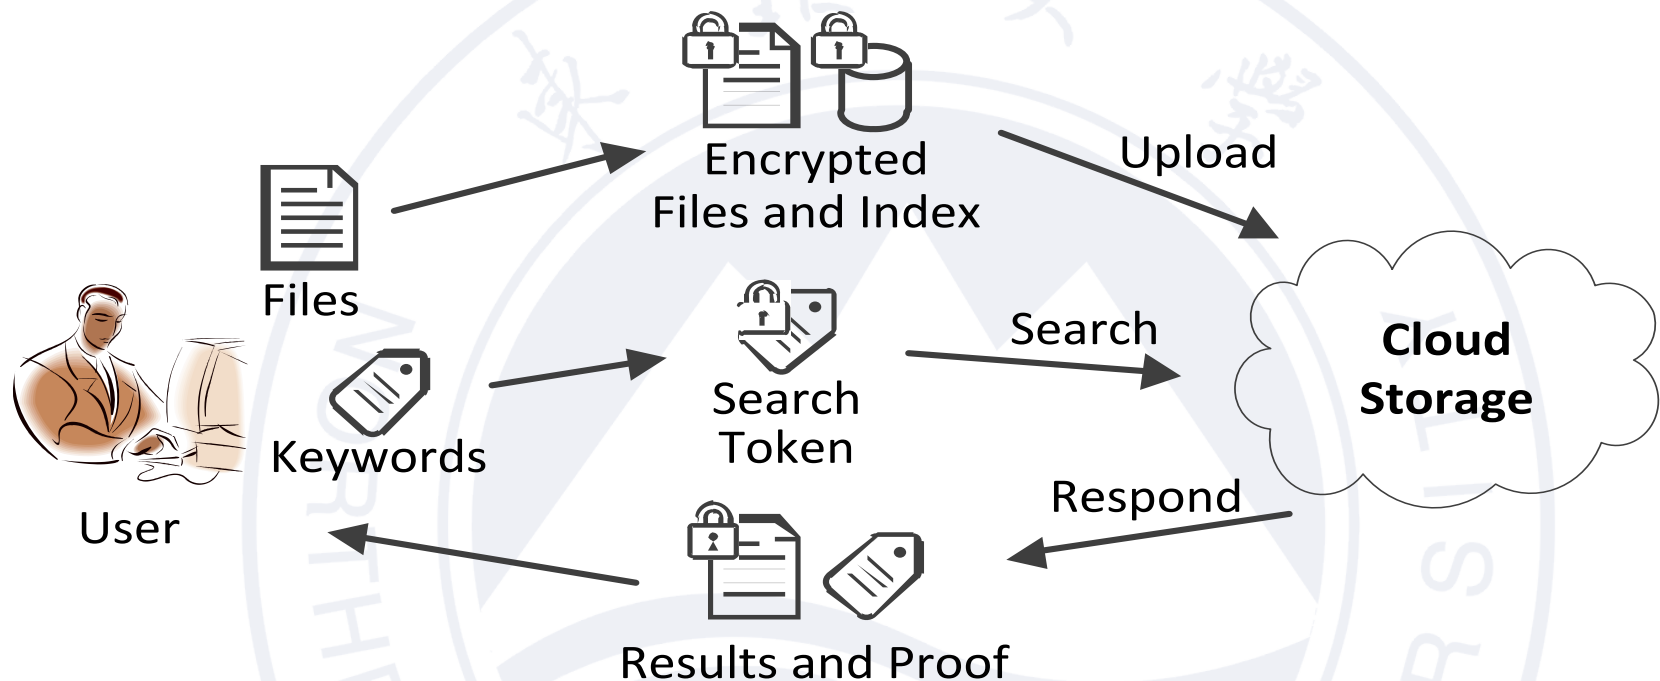 Encrypted
Files and Index
Upload
Files
Search
Cloud
Storage
Search
Token
Keywords
Respond
User
Results and Proof